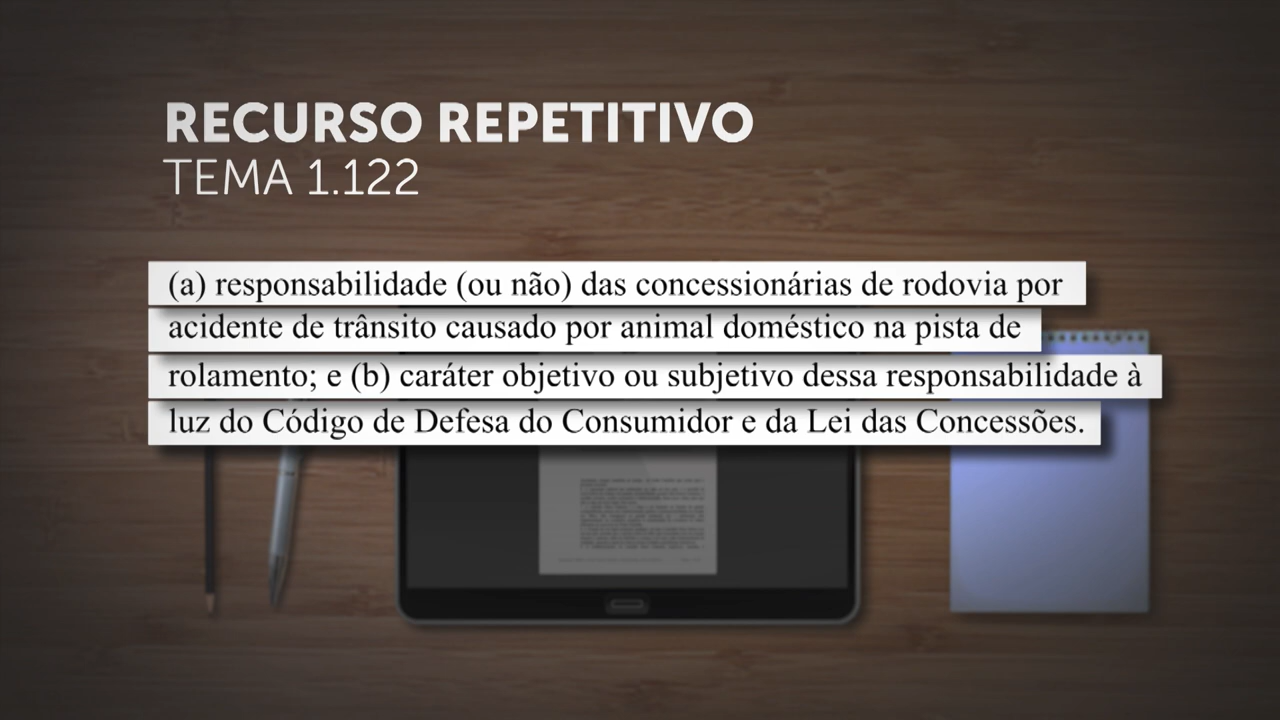 RECURSO REPETITIVO
TEMA 1.122
(a) responsabilidade (ou não) das concessionárias de rodovia por
acidente de trânsito causado por animal doméstico na pista de
rolamento; e (b) caráter objetivo ou subjetivo dessa responsabilidade à
luz do Código de Defesa do Consumidor e da Lei das Concessões.